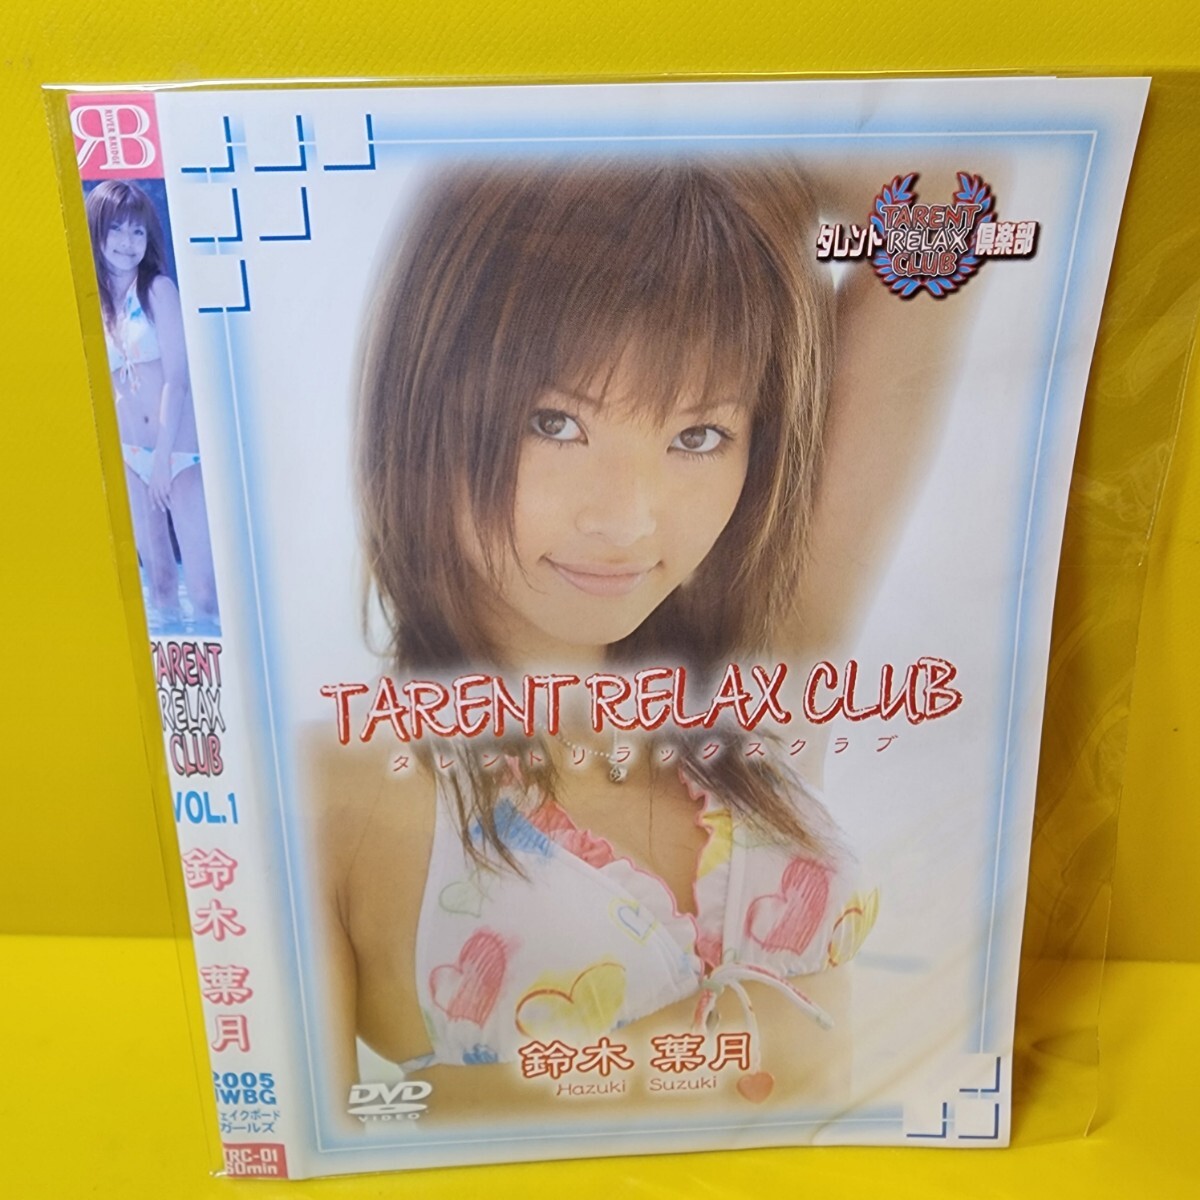 RB
RIVER BRIDGE
TARENT
RELAX
CLUB
VOL.1
鈴木葉月
2005
WBG
ェイクボード
ガールズ
TRC-01
60min
タレント
TARENT
RELAX
CLUB
倶楽部
TARENT RELAX CLUB
タレントリラックスクラブ
鈴木 葉月
Hazuki Suzuki
DVD
VIDEO